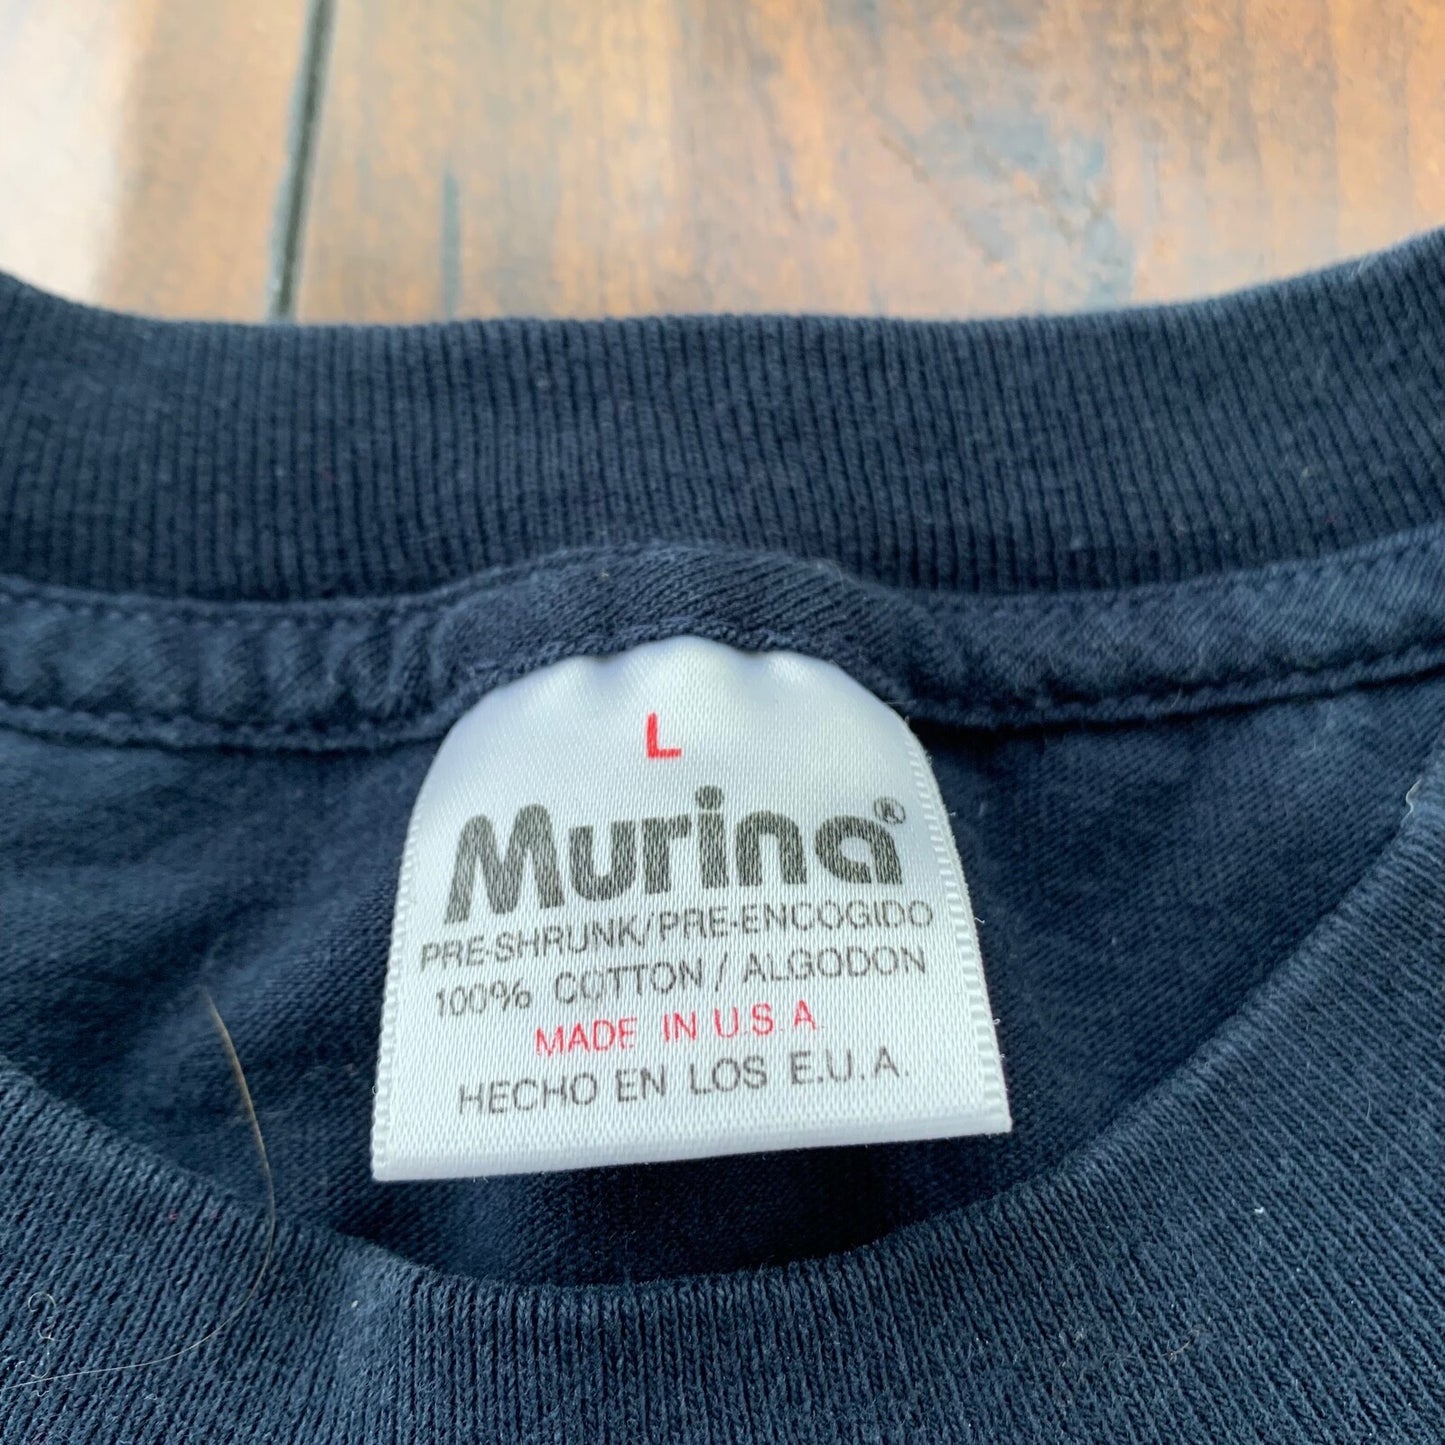 L
Murina®
PRE-SHRUNK/PRE-ENCOGIDO
100% COTTON / ALGODON
MADE IN U.S.A.
HECHO EN LOS E.U.A.